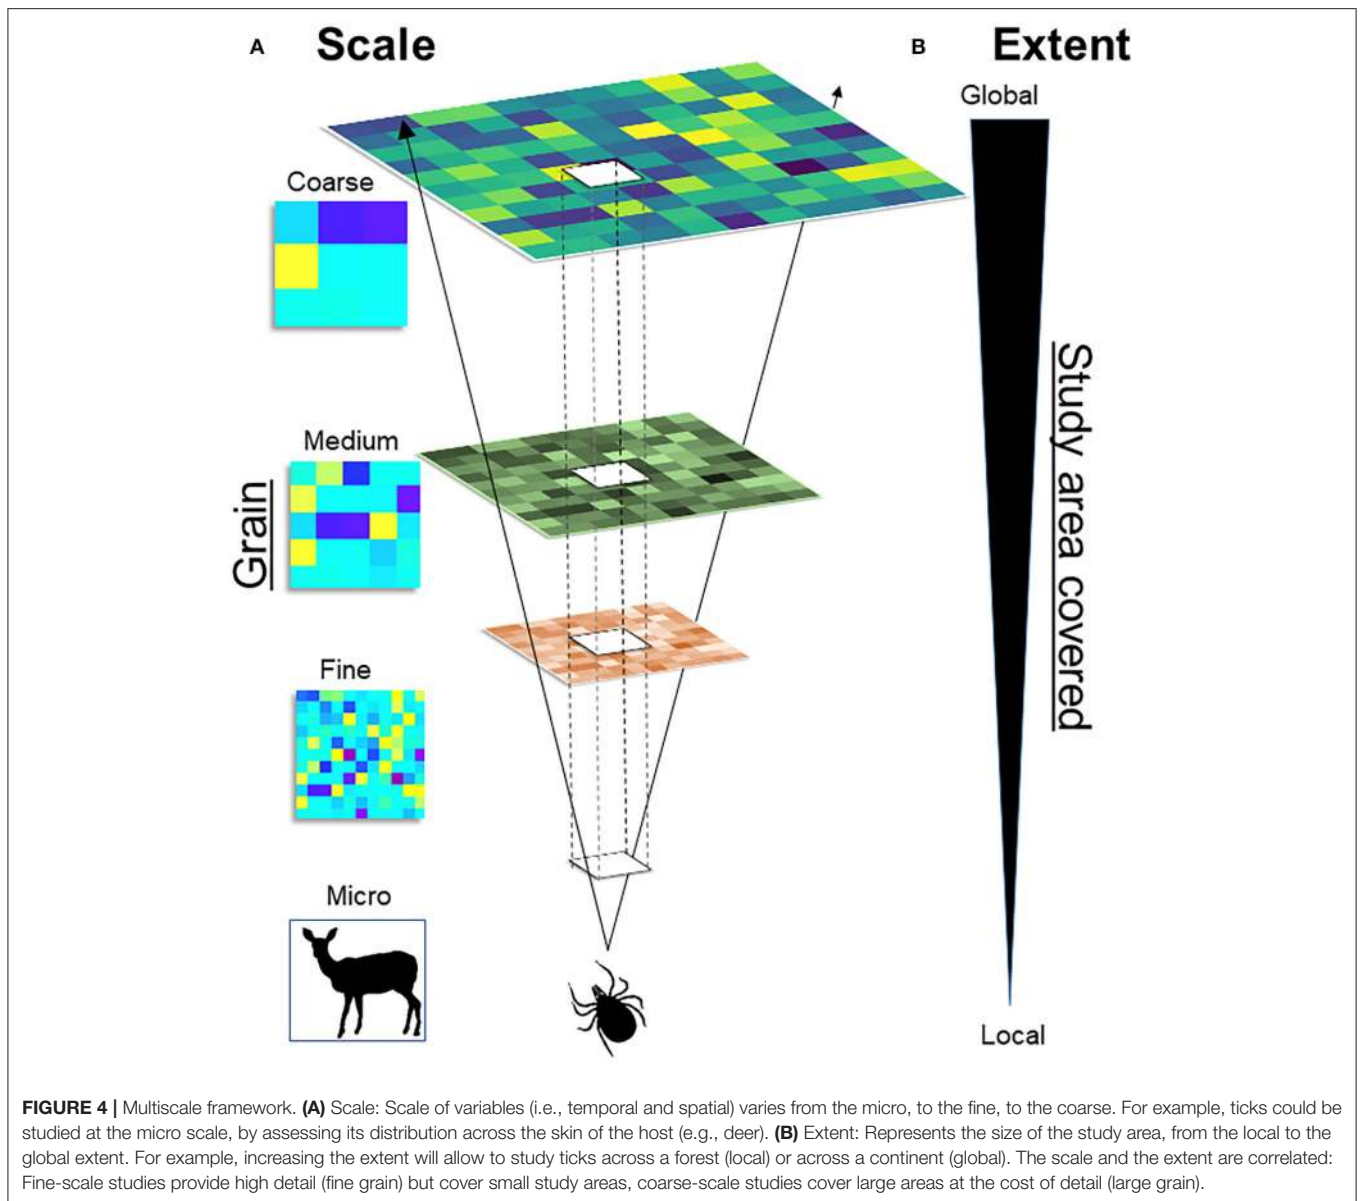 A Scale
B Extent
Global
Coarse
Medium
Grain
Fine
Micro
Study area covered
Local
FIGURE 4 | Multiscale framework. (A) Scale: Scale of variables (i.e., temporal and spatial) varies from the micro, to the fine, to the coarse. For example, ticks could be
studied at the micro scale, by assessing its distribution across the skin of the host (e.g., deer). (B) Extent: Represents the size of the study area, from the local to the
global extent. For example, increasing the extent will allow to study ticks across a forest (local) or across a continent (global). The scale and the extent are correlated:
Fine-scale studies provide high detail (fine grain) but cover small study areas, coarse-scale studies cover large areas at the cost of detail (large grain).